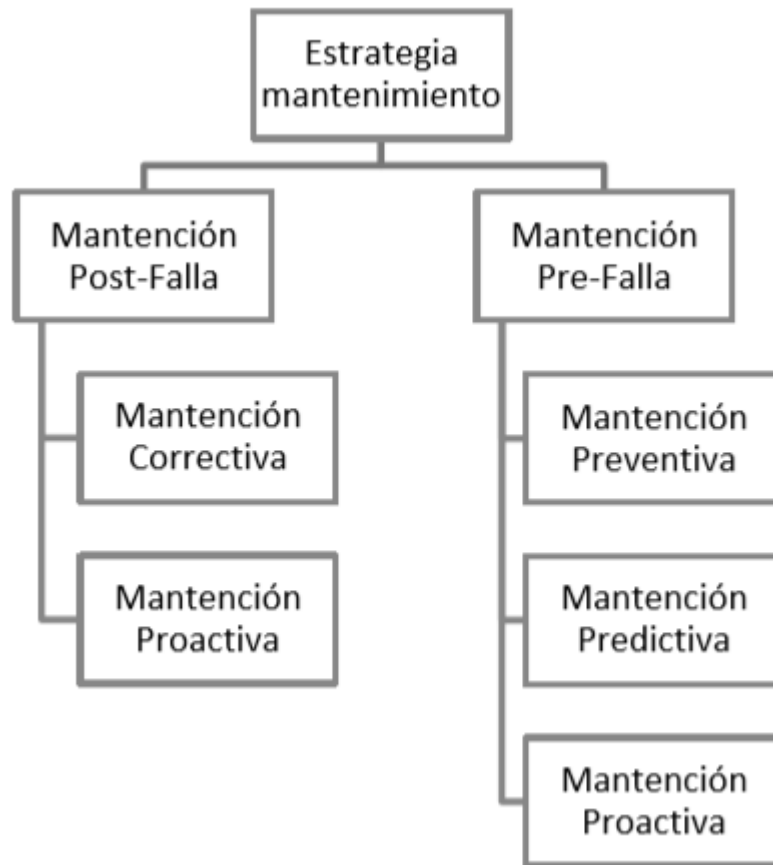 Estrategia
mantenimiento
Mantención
Post-Falla
Mantención
Correctiva
Mantención
Proactiva
Mantención
Pre-Falla
Mantención
Preventiva
Mantención
Predictiva
Mantención
Proactiva